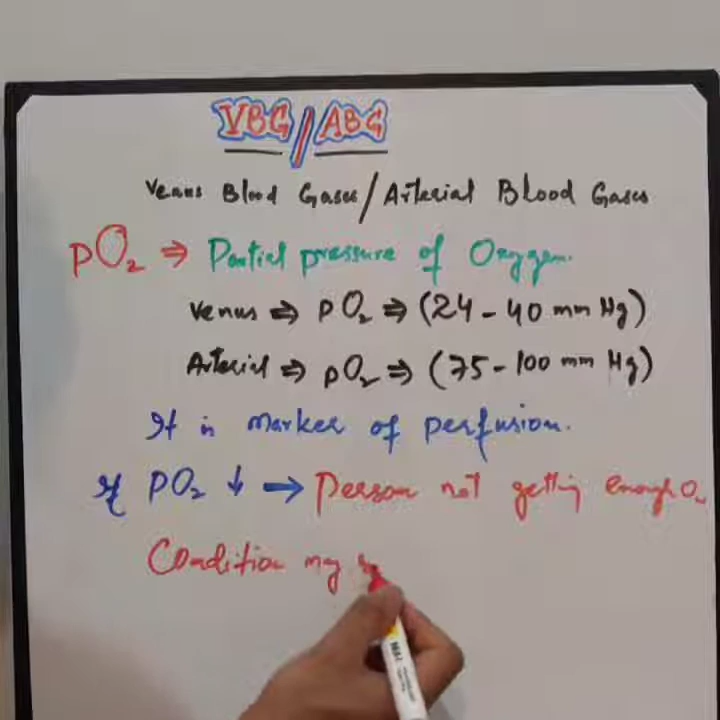 VBG//ABG
Venus Blood Gases/Arterial Blood Gases
pO2 ⇒ Partial pressure of Oxygen.
Venus ⇒ PO2 ⇒ (24-40 mm Hg)
Arterial ⇒ pO2 ⇒ (75-100 mm Hg)
It is marker of perfusion.
If PO2 ↓ → Person not getting enough O2
Condition may